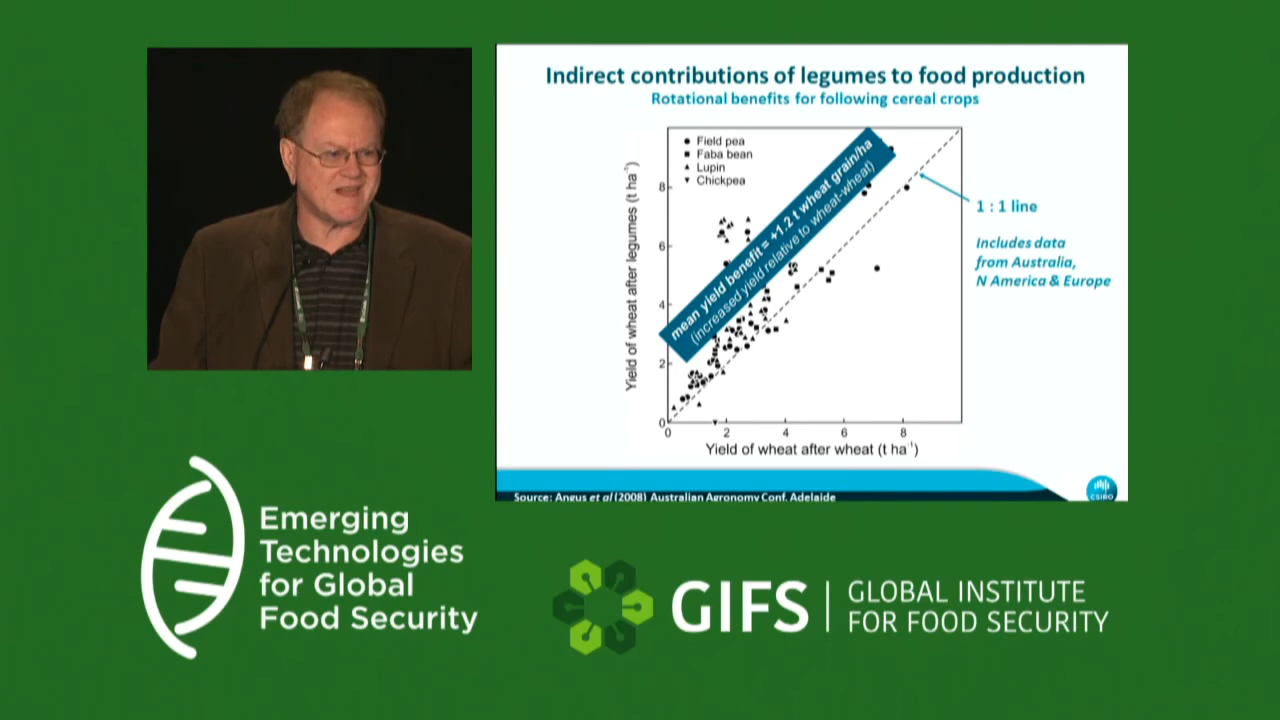 Indirect contributions of legumes to food production
Rotational benefits for following cereal crops
Field pea
Faba bean
Lupin
Chickpea
mean yield benefit = +1.2 t wheat grain/ha
(increased yield relative to wheat-wheat)
1 : 1 line
Includes data
from Australia,
N America & Europe
Yield of wheat after legumes (t ha⁻¹)
8
6
4
2
0
0 2 4 6 8
Yield of wheat after wheat (t ha⁻¹)
Source: Angus et al (2008) Australian Agronomy Conf. Adelaide
CSIRO
Emerging
Technologies
for Global
Food Security
GIFS
GLOBAL INSTITUTE
FOR FOOD SECURITY